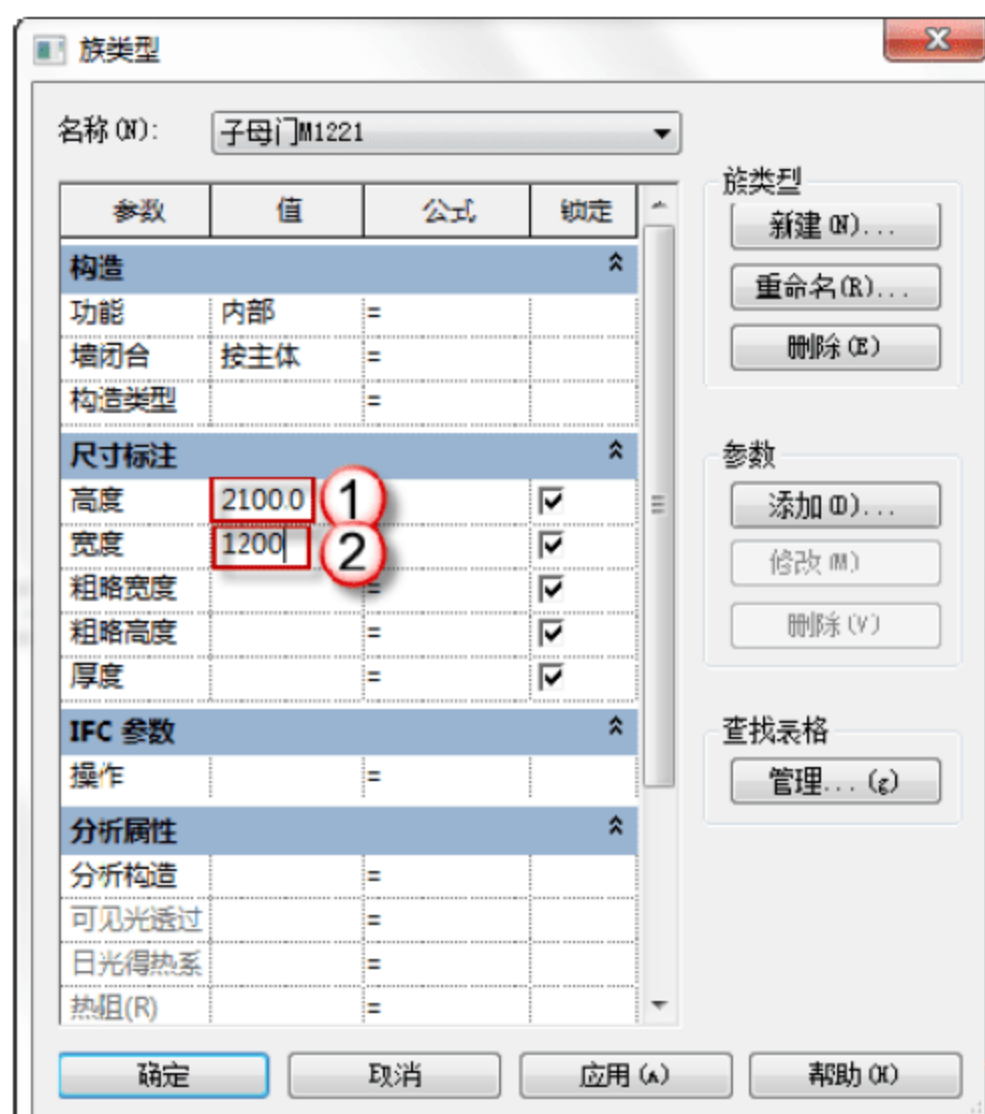 族类型
名称(N):
子母门M1221
参数 值 公式 锁定
构造
功能 内部 =
墙闭合 按主体 =
构造类型 =
尺寸标注
高度 2100.0 ①
宽度 1200 ②
粗略宽度 =
粗略高度 =
厚度 =
IFC 参数
操作 =
分析属性
分析构造 =
可见光透过 =
日光得热系 =
热阻(R) =
族类型
新建(N)...
重命名(R)...
删除(E)
参数
添加(D)...
修改(M)
删除(V)
查找表格
管理...(g)
确定 取消 应用(A) 帮助(H)